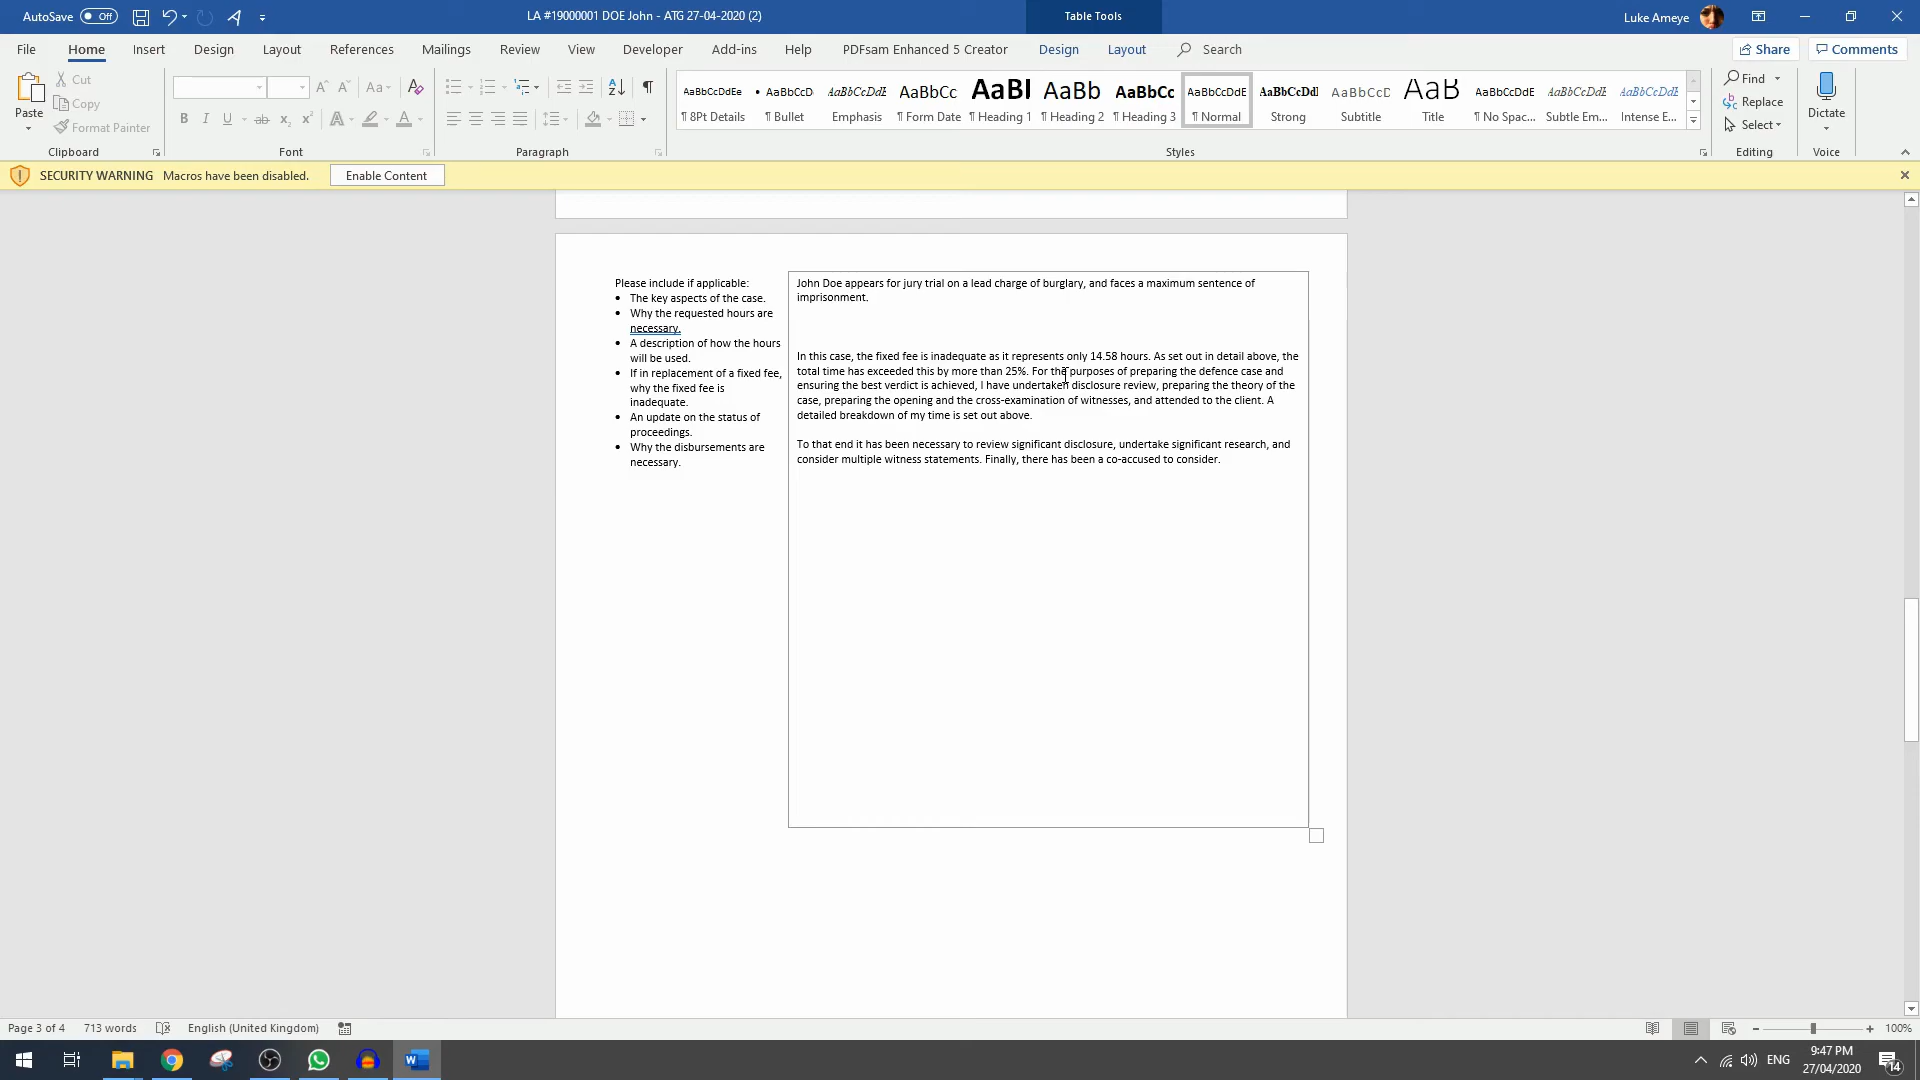 AutoSave Off
LA #19000001 DOE John - ATG 27-04-2020 (2)
Table Tools
Luke Ameye
File Home Insert Design Layout References Mailings Review View Developer Add-ins Help PDFsam Enhanced 5 Creator Design Layout Search
Share Comments
Paste
Cut
Copy
Format Painter
Clipboard
Font
Paragraph
AaBbCcDdEe
¶ 8Pt Details
AaBbCcD
¶ Bullet
AaBbCcDdE
Emphasis
AaBbCc
¶ Form Date
AaBl
¶ Heading 1
AaBb
¶ Heading 2
AaBbCc
¶ Heading 3
AaBbCcDdE
¶ Normal
AaBbCcDdl
Strong
AaBbCcD
Subtitle
AaB
Title
AaBbCcDdE
¶ No Spac...
AaBbCcDdE
Subtle Em...
AaBbCcDdE
Intense E...
Styles
Find
Replace
Select
Editing
Dictate
Voice
SECURITY WARNING Macros have been disabled. Enable Content
Please include if applicable:
• The key aspects of the case.
• Why the requested hours are
necessary.
• A description of how the hours
will be used.
• If in replacement of a fixed fee,
why the fixed fee is
inadequate.
• An update on the status of
proceedings.
• Why the disbursements are
necessary.
John Doe appears for jury trial on a lead charge of burglary, and faces a maximum sentence of
imprisonment.
In this case, the fixed fee is inadequate as it represents only 14.58 hours. As set out in detail above, the
total time has exceeded this by more than 25%. For the purposes of preparing the defence case and
ensuring the best verdict is achieved, I have undertaken disclosure review, preparing the theory of the
case, preparing the opening and the cross-examination of witnesses, and attended to the client. A
detailed breakdown of my time is set out above.
To that end it has been necessary to review significant disclosure, undertake significant research, and
consider multiple witness statements. Finally, there has been a co-accused to consider.
Page 3 of 4 713 words English (United Kingdom) 100%
ENG
9:47 PM
27/04/2020
14